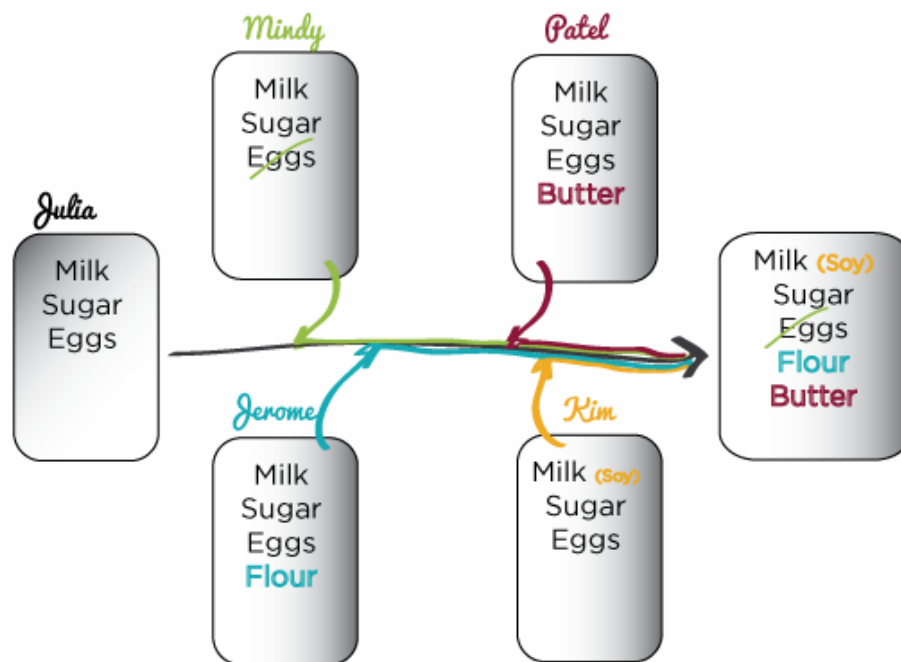 Mindy
Milk
Sugar
Eggs
Patel
Milk
Sugar
Eggs
Butter
Julia
Milk
Sugar
Eggs
Milk (Soy)
Sugar
Eggs
Flour
Butter
Jerome
Milk
Sugar
Eggs
Flour
Kim
Milk (Soy)
Sugar
Eggs